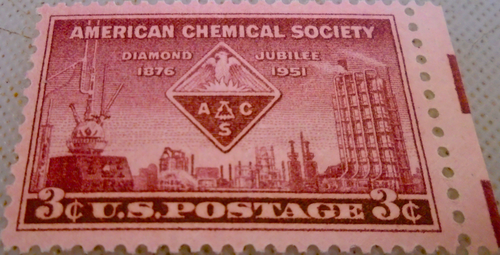 AMERICAN CHEMICAL SOCIETY
DIAMOND JUBILEE
1876 1951
A C
S
3¢ U.S. POSTAGE 3¢